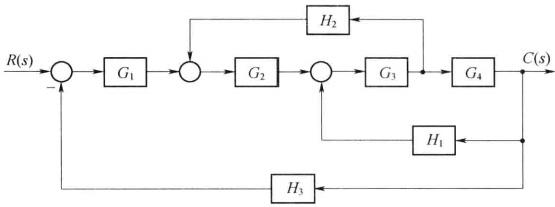 H₂
R(s) G₁ G₂ G₃ G₄ C(s)
−
H₁
H₃